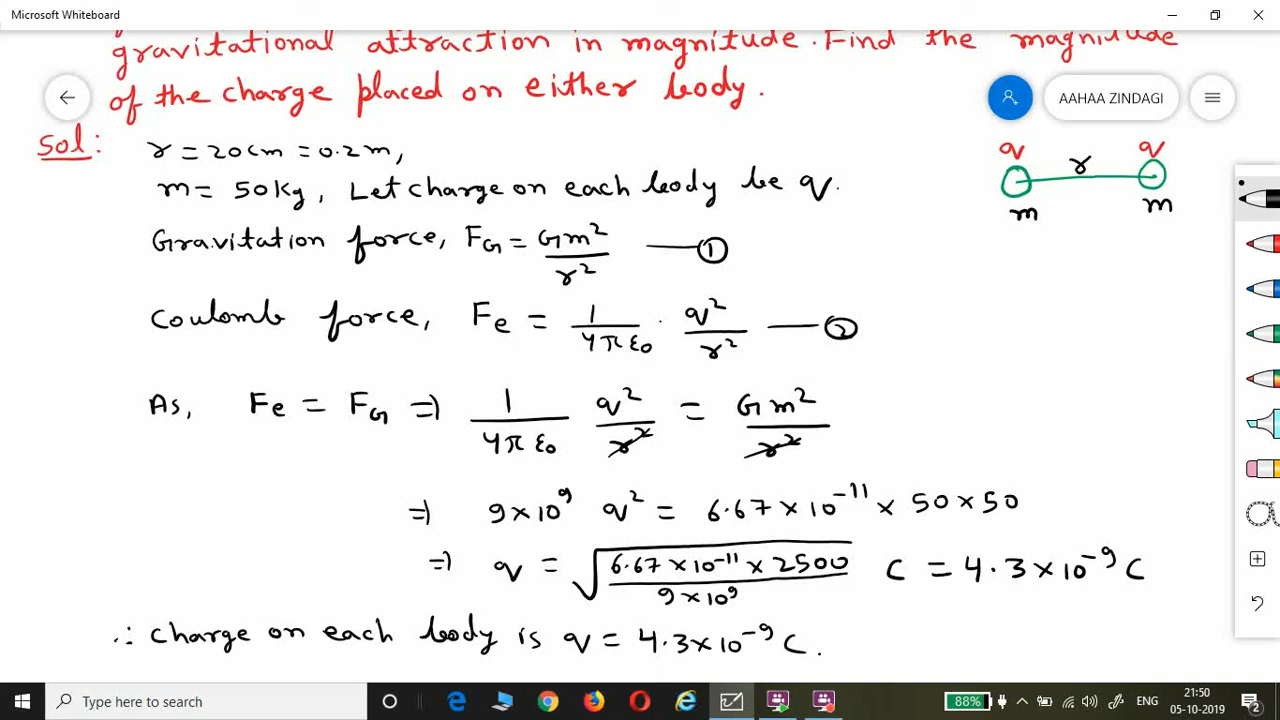 Microsoft Whiteboard
gravitational attraction in magnitude. Find the magnitude
of the charge placed on either body.
AAHAA ZINDAGI
Sol:
r = 20cm = 0.2m,
m = 50kg, Let charge on each body be q.
q q
r
m m
Gravitation force, F_G = Gm²/r² —— ①
Coulomb force, Fe = 1/4πε₀ · q²/r² —— ②
As, Fe = F_G ⇒ 1/4πε₀ q²/r² = Gm²/r²
⇒ 9×10⁹ q² = 6.67×10⁻¹¹ × 50×50
⇒ q = √(6.67×10⁻¹¹ × 2500 / 9×10⁹) C = 4.3×10⁻⁹ C
∴ Charge on each body is q = 4.3×10⁻⁹ C.
Type here to search
88%
ENG
21:50
05-10-2019